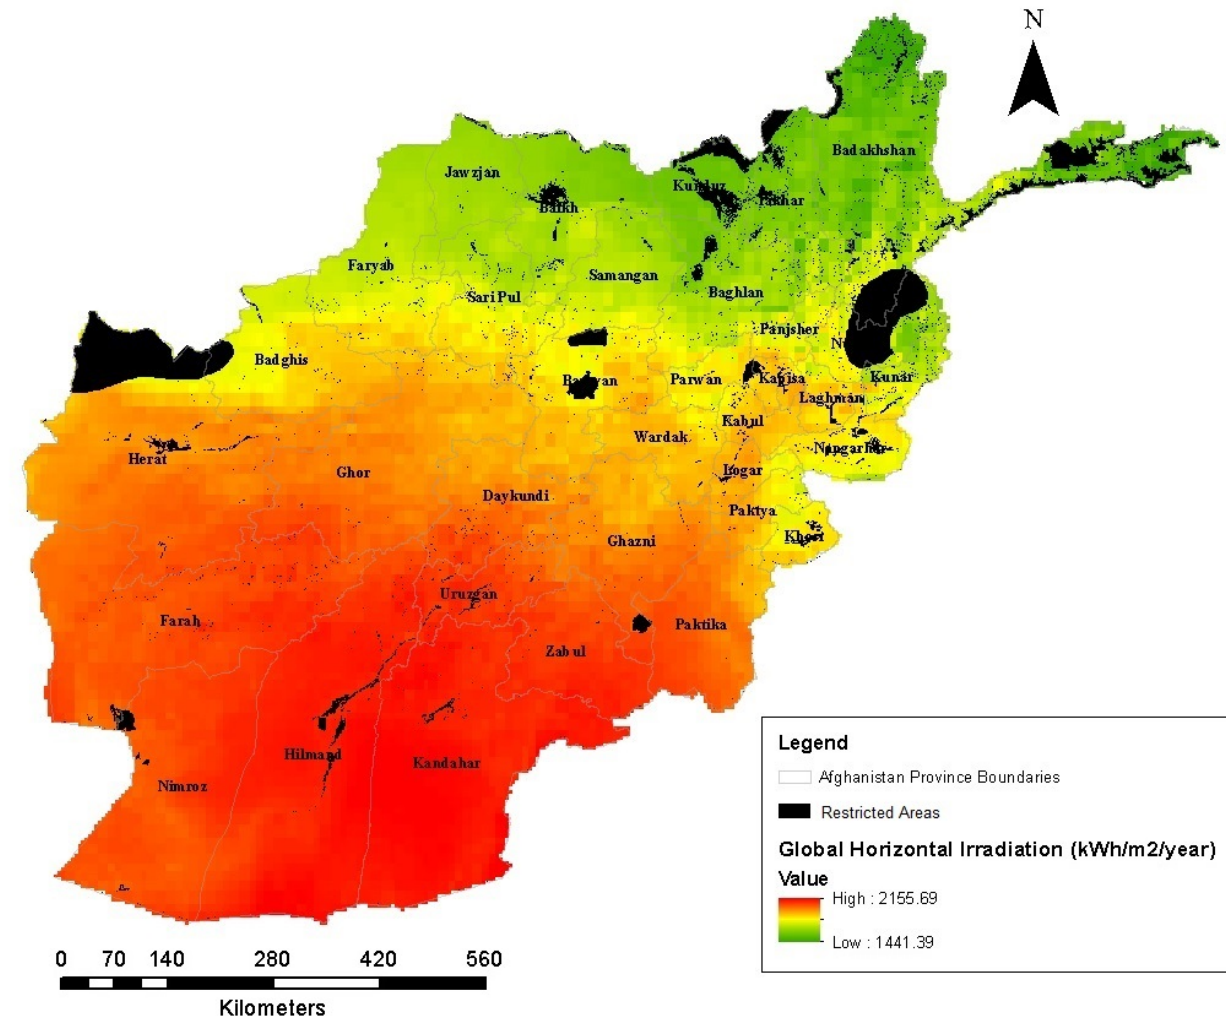 N
Badakhshan
Jawzjan
Kunduz
Takhar
Balkh
Faryab
Samangan
Sari Pul
Baghlan
Panjsher
N
Badghis
Bamyan
Parwan
Kapisa
Kunar
Laghman
Kabul
Wardak
Nangarhar
Herat
Ghor
Logar
Daykundi
Paktya
Ghazni
Khost
Uruzgan
Farah
Paktika
Zabul
Hilmand
Kandahar
Nimroz
Legend
Afghanistan Province Boundaries
Restricted Areas
Global Horizontal Irradiation (kWh/m2/year)
Value
High : 2155.69
Low : 1441.39
0 70 140 280 420 560
Kilometers